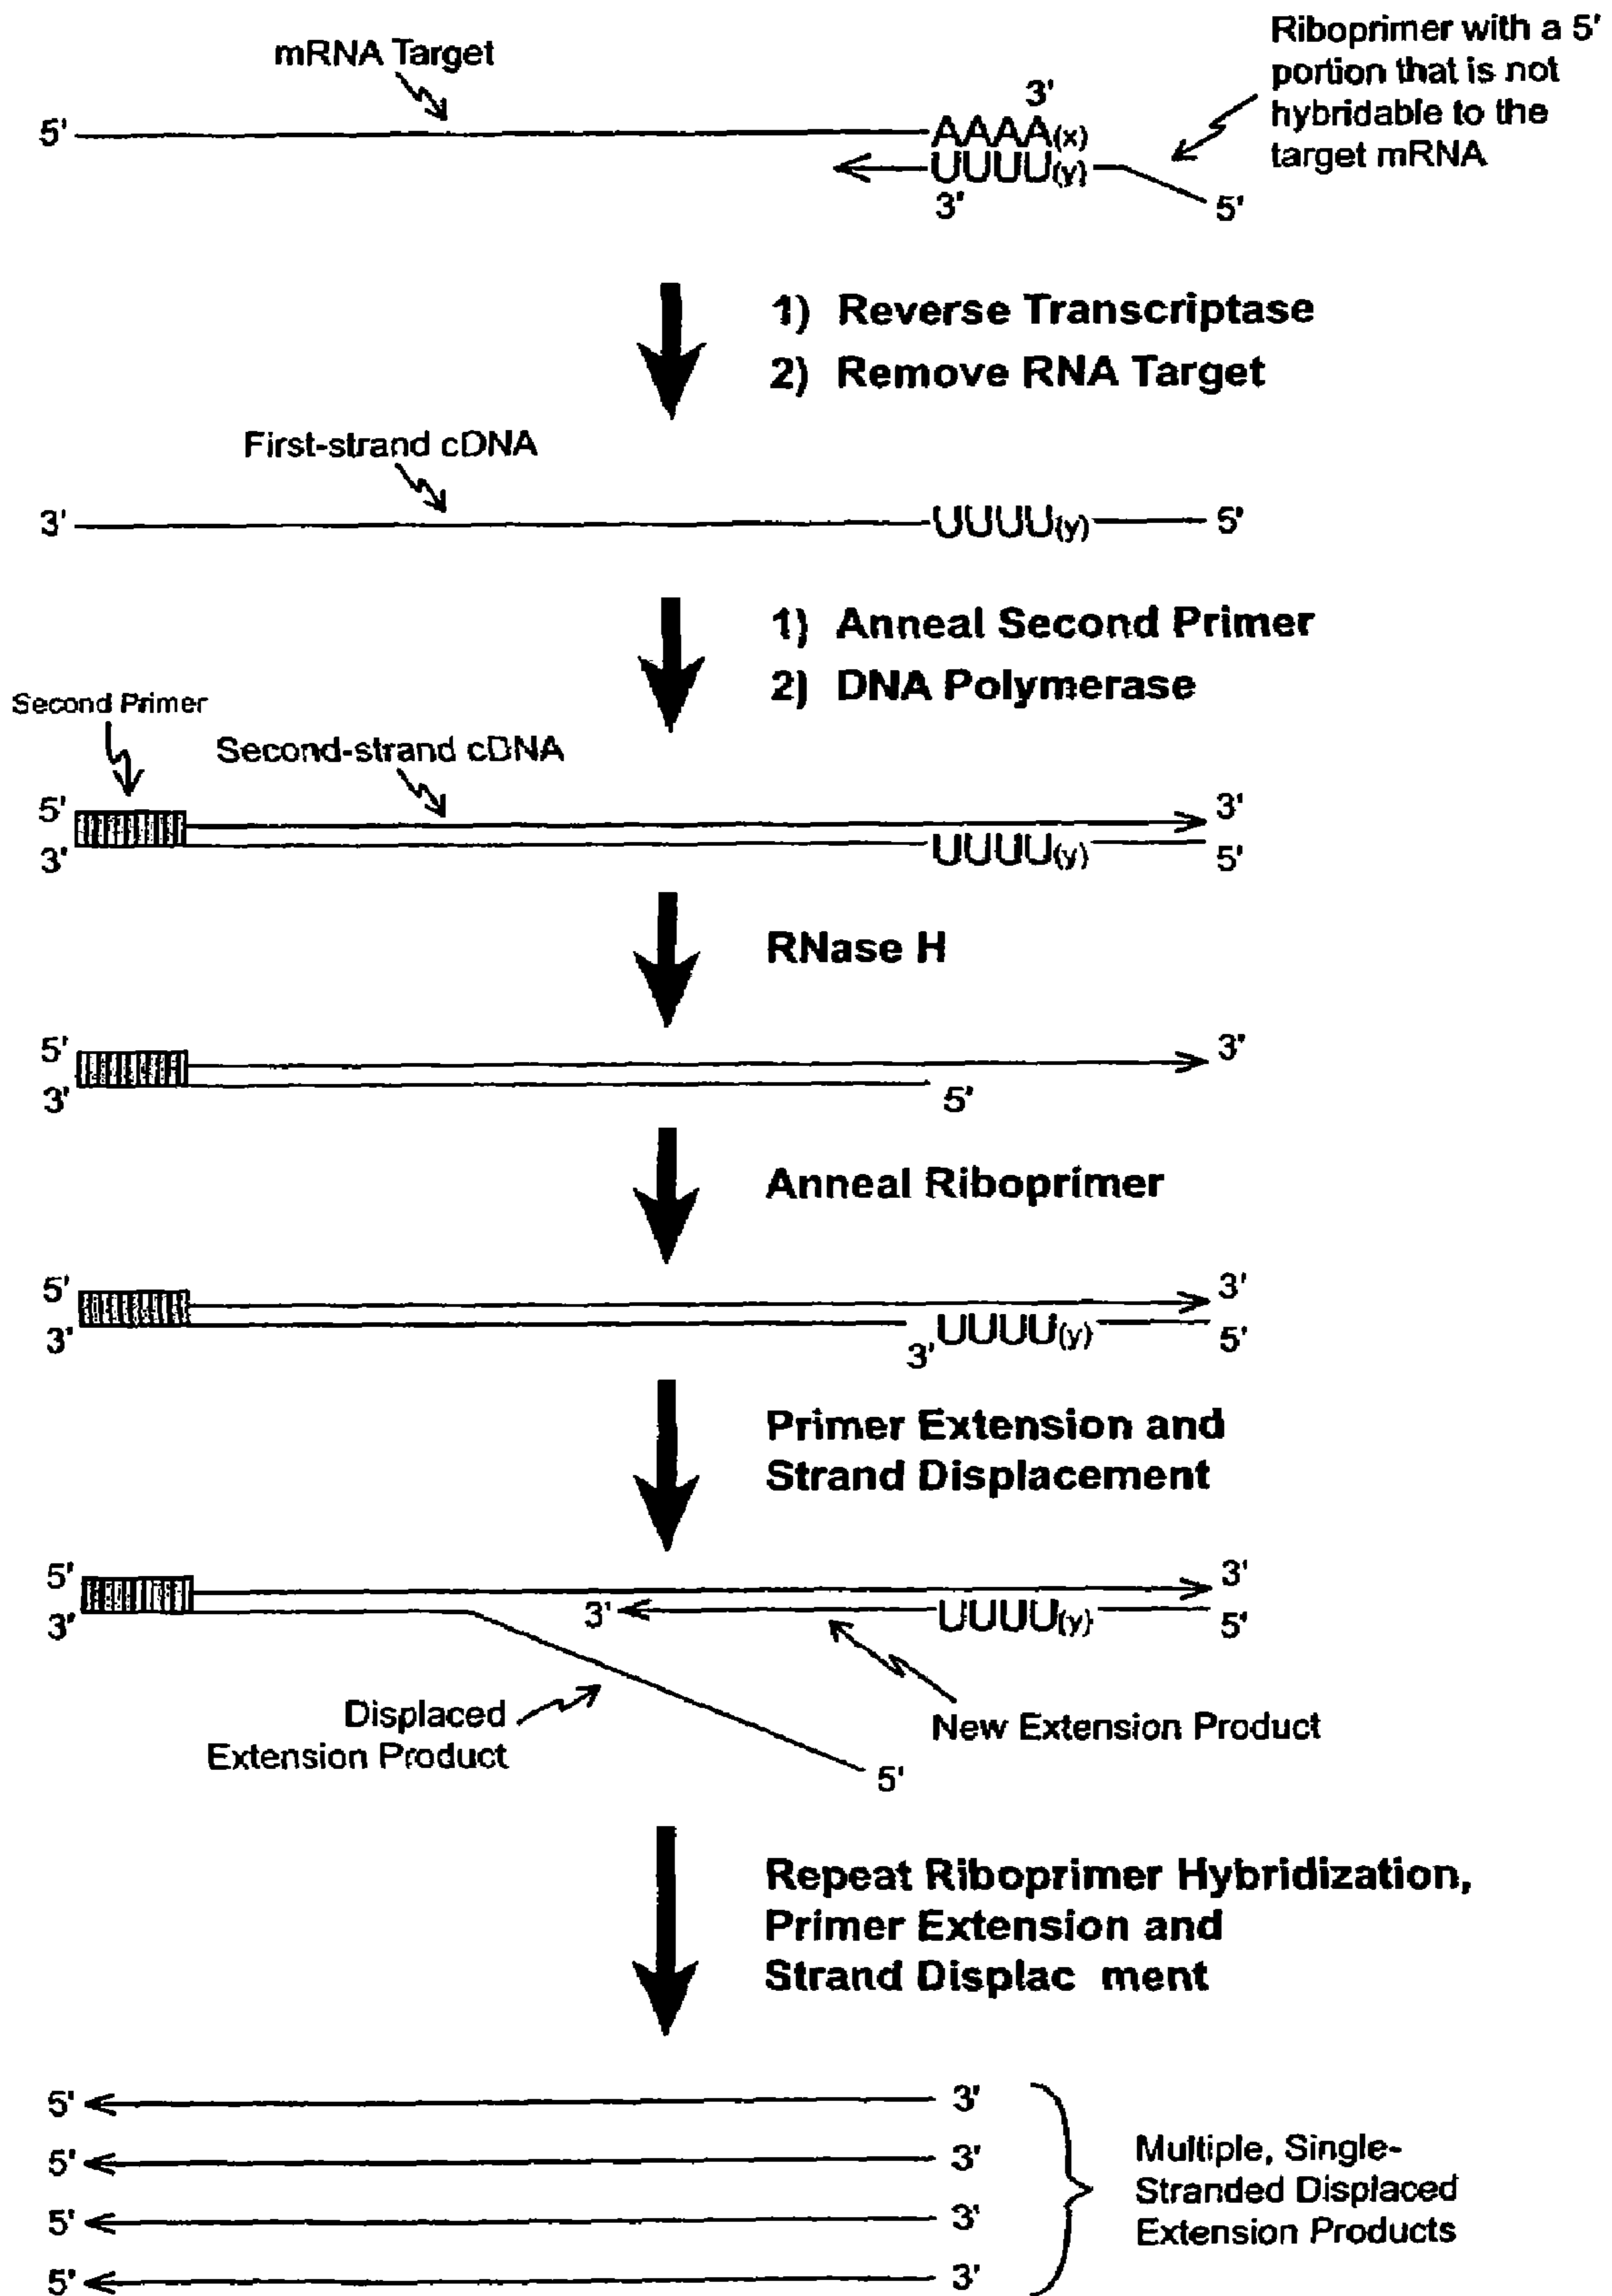 mRNA Target
Riboprimer with a 5'
portion that is not
hybridable to the
target mRNA
3'
5' AAAA(x)
UUUU(y)
3' 5'
1) Reverse Transcriptase
2) Remove RNA Target
First-strand cDNA
3' UUUU(y) 5'
1) Anneal Second Primer
2) DNA Polymerase
Second Primer
Second-strand cDNA
5' 3'
3' UUUU(y) 5'
RNase H
5' 3'
3' 5'
Anneal Riboprimer
5' 3'
3' 3' UUUU(y) 5'
Primer Extension and
Strand Displacement
5' 3'
3' 3' UUUU(y) 5'
Displaced
Extension Product
New Extension Product
5'
Repeat Riboprimer Hybridization,
Primer Extension and
Strand Displac ment
5' 3'
5' 3'
5' 3'
5' 3'
Multiple, Single-
Stranded Displaced
Extension Products